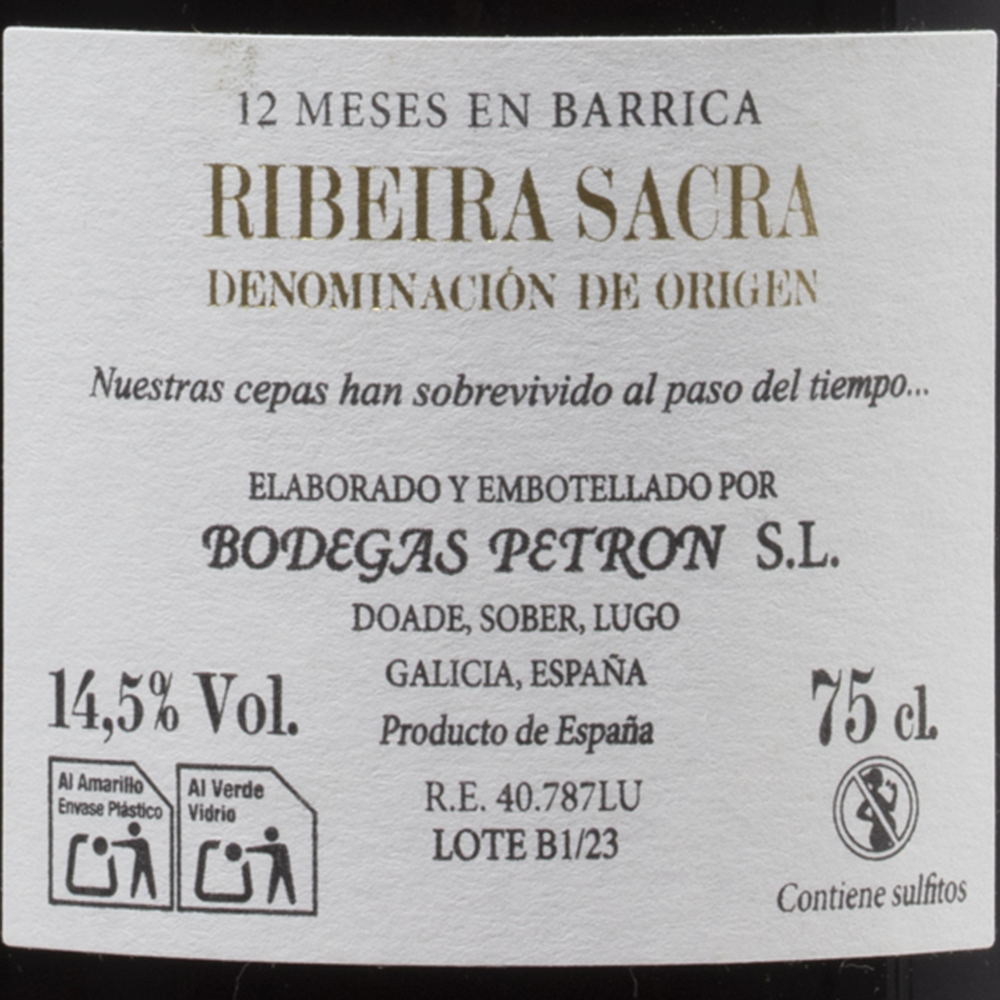 12 MESES EN BARRICA
RIBEIRA SACRA
DENOMINACIÓN DE ORIGEN
Nuestras cepas han sobrevivido al paso del tiempo...
ELABORADO Y EMBOTELLADO POR
BODEGAS PETRON S.L.
DOADE, SOBER, LUGO
GALICIA, ESPAÑA
14,5% Vol.
Producto de España
75 cl.
Al Amarillo
Envase Plástico
Al Verde
Vidrio
R.E. 40.787LU
LOTE B1/23
Contiene sulfitos